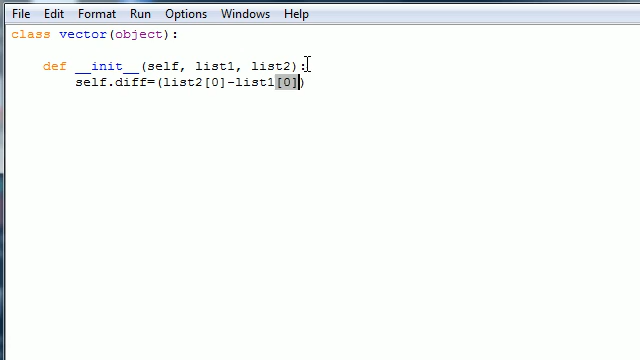 File Edit Format Run Options Windows Help
class vector(object):
def __init__(self, list1, list2):
self.diff=(list2[0]-list1[0])